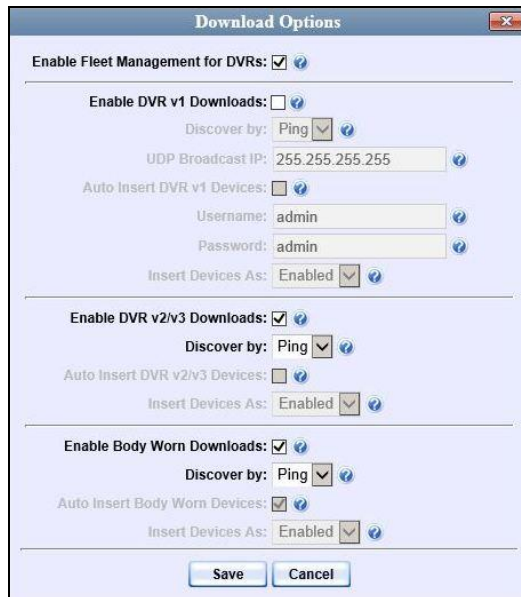 Download Options
Enable Fleet Management for DVRs: ?
Enable DVR v1 Downloads: ?
Discover by: Ping ?
UDP Broadcast IP: 255.255.255.255 ?
Auto Insert DVR v1 Devices: ?
Username: admin ?
Password: admin ?
Insert Devices As: Enabled ?
Enable DVR v2/v3 Downloads: ?
Discover by: Ping ?
Auto Insert DVR v2/v3 Devices: ?
Insert Devices As: Enabled ?
Enable Body Worn Downloads: ?
Discover by: Ping ?
Auto Insert Body Worn Devices: ?
Insert Devices As: Enabled ?
Save Cancel